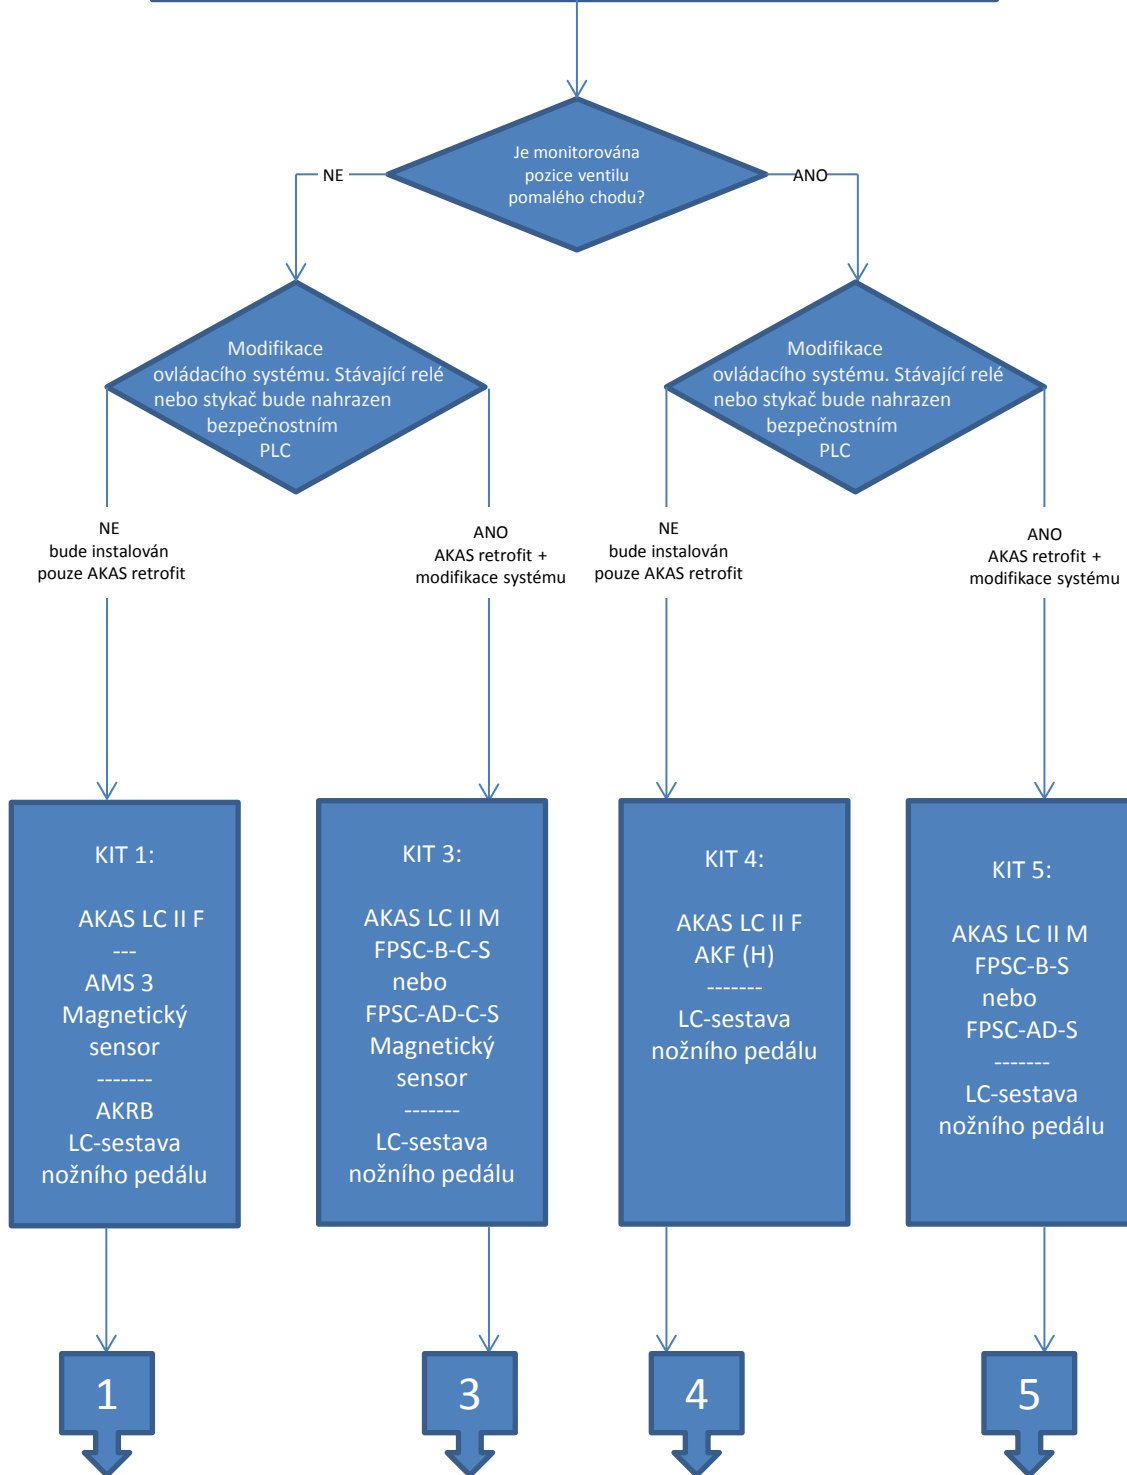 Je monitorována
pozice ventilu
pomalého chodu?
NE
ANO
Modifikace
ovládacího systému. Stávající relé
nebo stykač bude nahrazen
bezpečnostním
PLC
Modifikace
ovládacího systému. Stávající relé
nebo stykač bude nahrazen
bezpečnostním
PLC
NE
bude instalován
pouze AKAS retrofit
ANO
AKAS retrofit +
modifikace systému
NE
bude instalován
pouze AKAS retrofit
ANO
AKAS retrofit +
modifikace systému
KIT 1:
AKAS LC II F
---
AMS 3
Magnetický
sensor
-------
AKRB
LC-sestava
nožního pedálu
KIT 3:
AKAS LC II M
FPSC-B-C-S
nebo
FPSC-AD-C-S
Magnetický
sensor
-------
LC-sestava
nožního pedálu
KIT 4:
AKAS LC II F
AKF (H)
-------
LC-sestava
nožního pedálu
KIT 5:
AKAS LC II M
FPSC-B-S
nebo
FPSC-AD-S
-------
LC-sestava
nožního pedálu
1
3
4
5